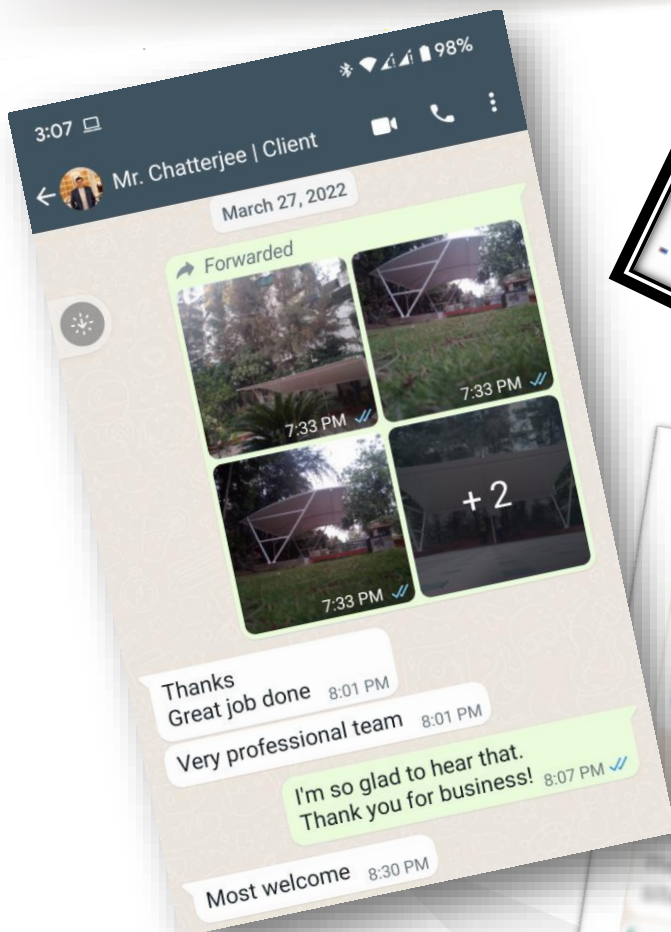 3:07 98%
Mr. Chatterjee | Client
March 27, 2022
Forwarded
7:33 PM
7:33 PM
7:33 PM
+ 2
Thanks
Great job done 8:01 PM
Very professional team 8:01 PM
I'm so glad to hear that.
Thank you for business! 8:07 PM
Most welcome 8:30 PM